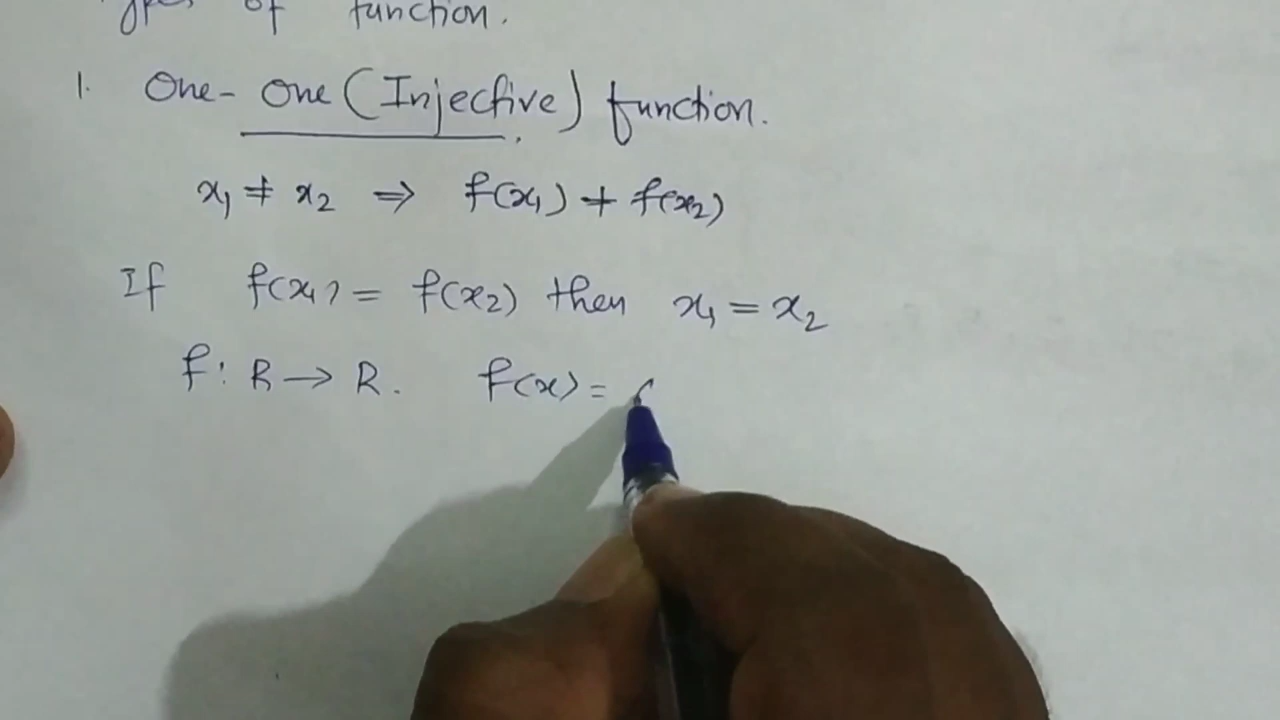 of function.
1. One-One (Injective) function.
x₁ ≠ x₂ ⇒ f(x₁) ≠ f(x₂)
If f(x₁) = f(x₂) then x₁ = x₂
f: R → R. f(x) =